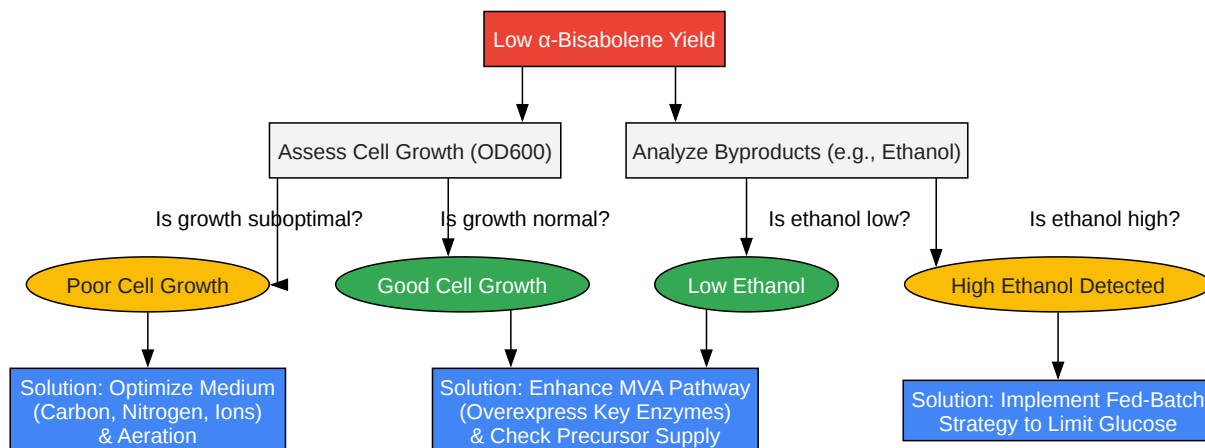 Low α-Bisabolene Yield
Assess Cell Growth (OD600)
Analyze Byproducts (e.g., Ethanol)
Is growth suboptimal?
Is growth normal?
Is ethanol low?
Is ethanol high?
Poor Cell Growth
Good Cell Growth
Low Ethanol
High Ethanol Detected
Solution: Optimize Medium
(Carbon, Nitrogen, Ions)
& Aeration
Solution: Enhance MVA Pathway
(Overexpress Key Enzymes)
& Check Precursor Supply
Solution: Implement Fed-Batch
Strategy to Limit Glucose